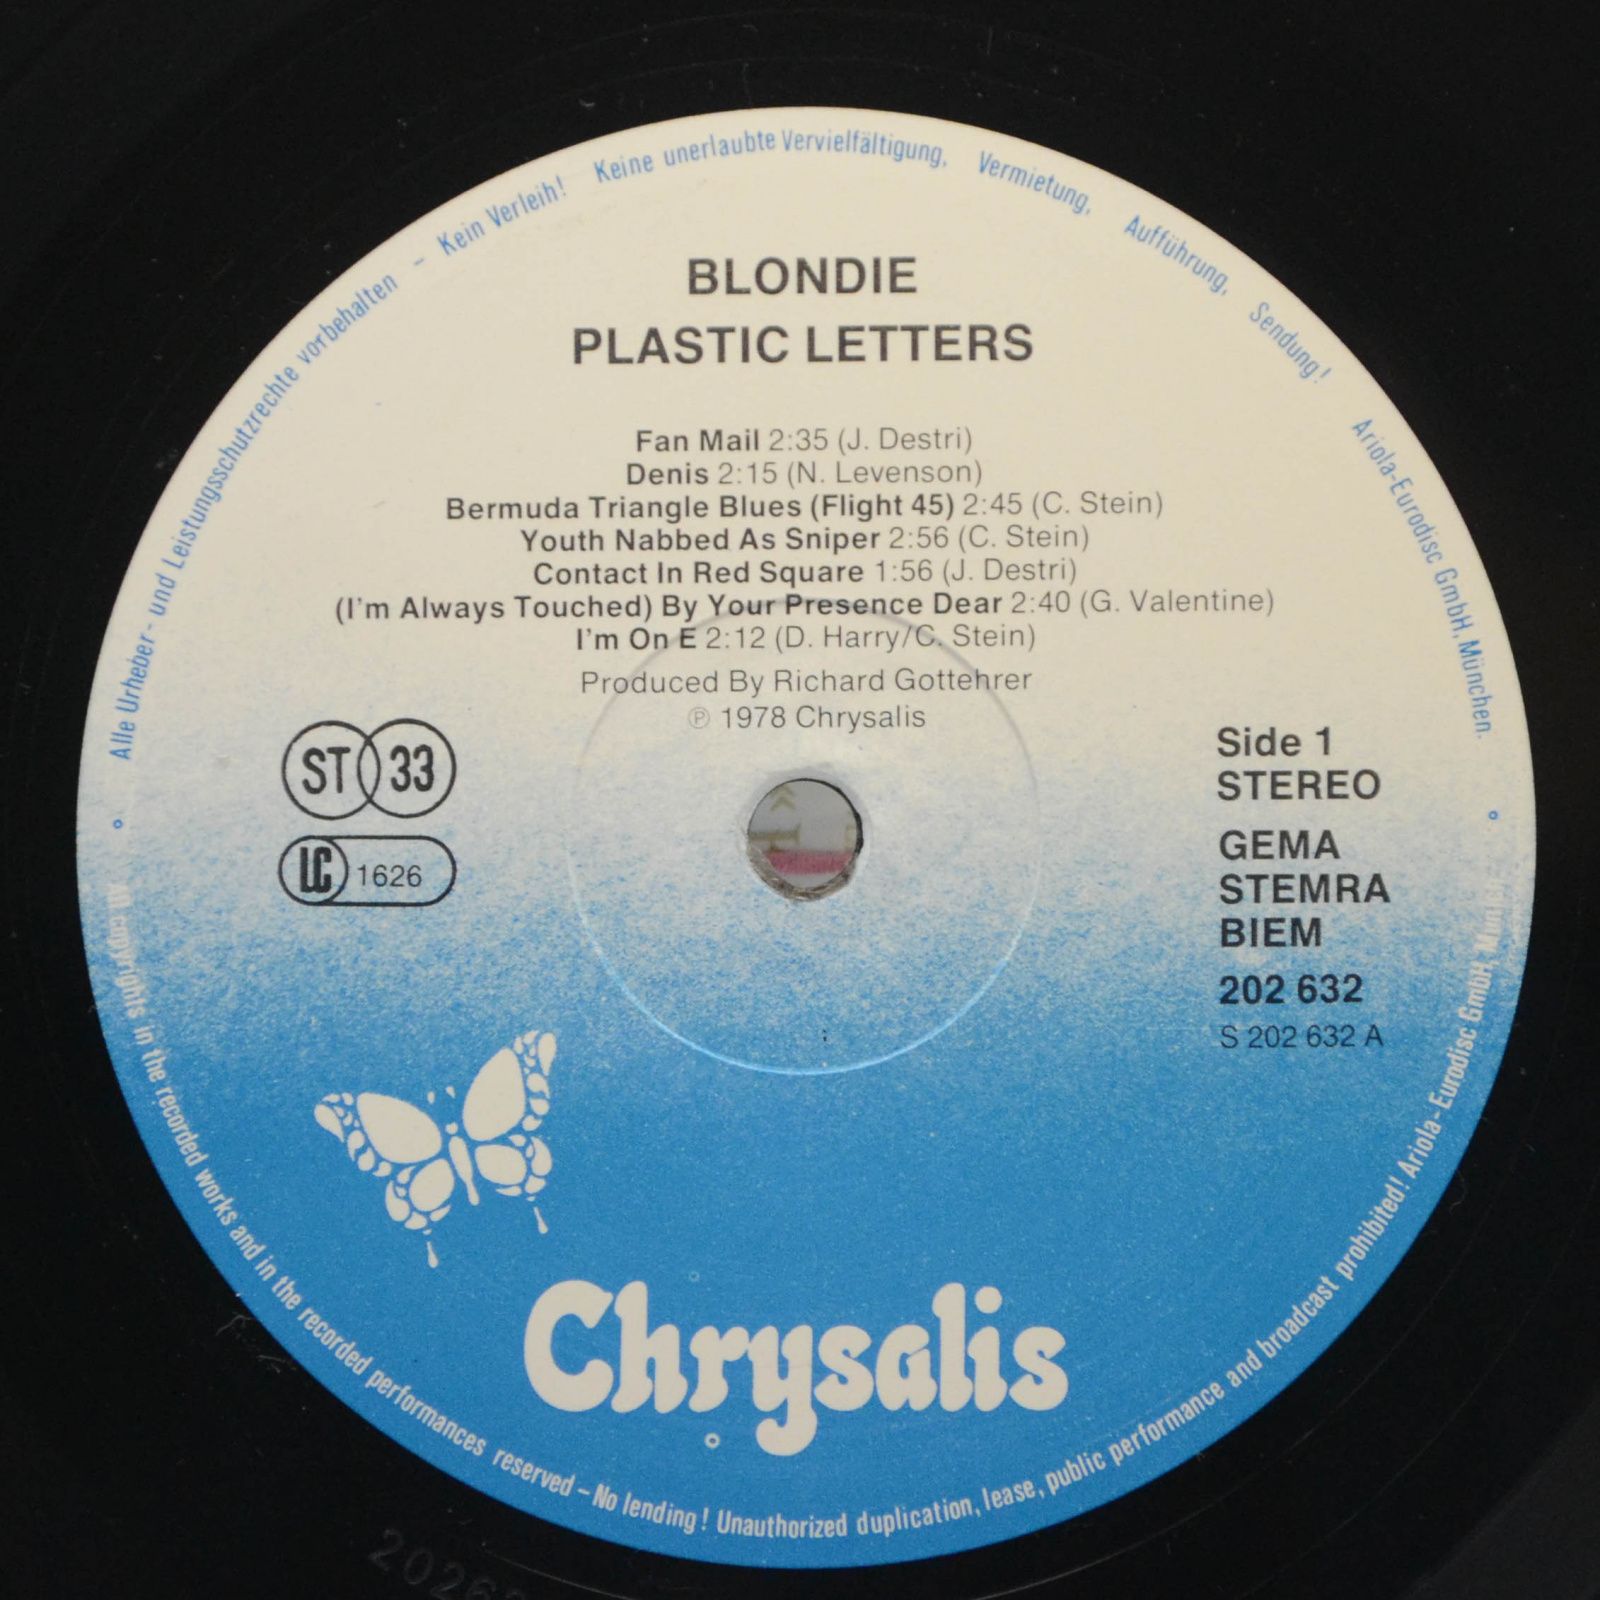 Alle Urheber- und Leistungsschutzrechte vorbehalten - Kein Verleih! Keine unerlaubte Vervielfältigung, Vermietung, Aufführung, Sendung! Ariola-Eurodisc GmbH, München.
BLONDIE
PLASTIC LETTERS
Fan Mail 2:35 (J. Destri)
Denis 2:15 (N. Levenson)
Bermuda Triangle Blues (Flight 45) 2:45 (C. Stein)
Youth Nabbed As Sniper 2:56 (C. Stein)
Contact In Red Square 1:56 (J. Destri)
(I'm Always Touched) By Your Presence Dear 2:40 (G. Valentine)
I'm On E 2:12 (D. Harry/C. Stein)
Produced By Richard Gottehrer
℗ 1978 Chrysalis
ST 33
LC 1626
Side 1
STEREO
GEMA
STEMRA
BIEM
202 632
S 202 632 A
Chrysalis
All copyrights in the recorded works and in the recorded performances reserved - No lending! Unauthorized duplication, lease, public performance and broadcast prohibited! Ariola-Eurodisc GmbH,